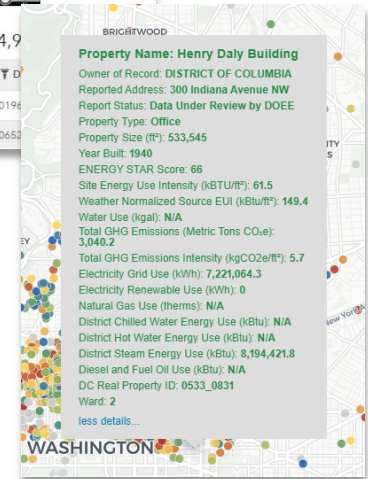 BRIGHTWOOD
4,9
Property Name: Henry Daly Building
Owner of Record: DISTRICT OF COLUMBIA
Reported Address: 300 Indiana Avenue NW
Report Status: Data Under Review by DOEE
Property Type: Office
Property Size (ft²): 533,545
Year Built: 1940
ENERGY STAR Score: 66
Site Energy Use Intensity (kBTU/ft²): 61.5
Weather Normalized Source EUI (kBtu/ft²): 149.4
Water Use (kgal): N/A
Total GHG Emissions (Metric Tons CO₂e):
3,040.2
Total GHG Emissions Intensity (kgCO2e/ft²): 5.7
Electricity Grid Use (kWh): 7,221,064.3
Electricity Renewable Use (kWh): 0
Natural Gas Use (therms): N/A
District Chilled Water Energy Use (kBtu): N/A
District Hot Water Energy Use (kBtu): N/A
District Steam Energy Use (kBtu): 8,194,421.8
Diesel and Fuel Oil Use (kBtu): N/A
DC Real Property ID: 0533_0831
Ward: 2
less details...
D
0196
0652
New York A
WASHINGTON